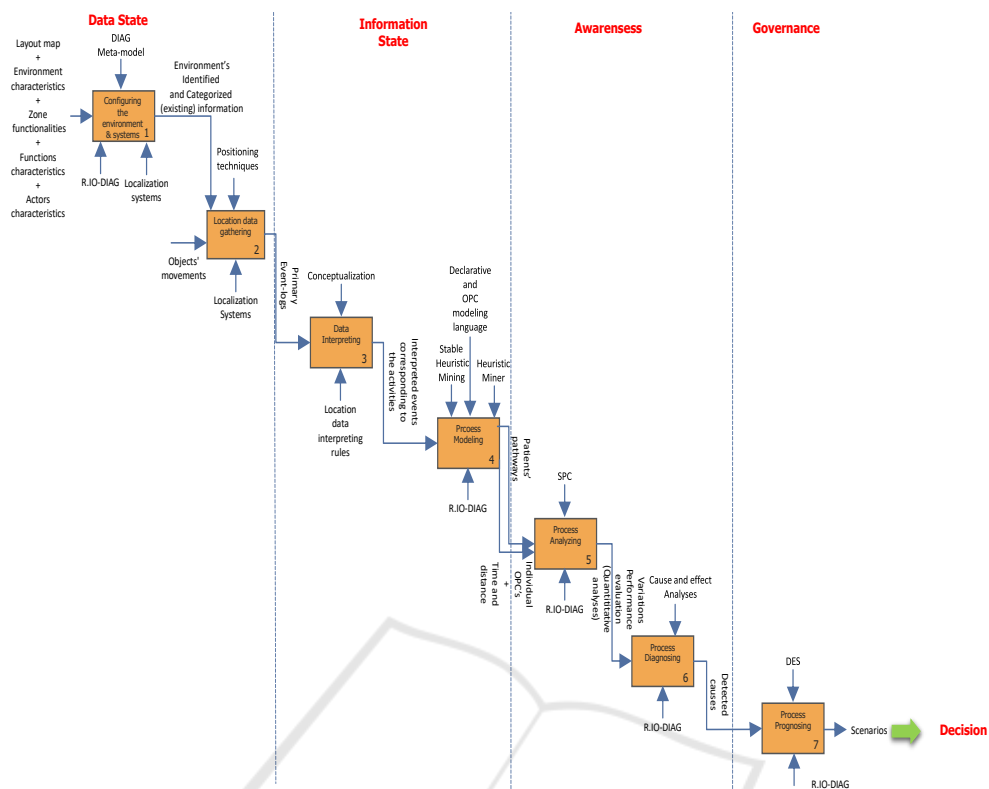 Data State
Information
State
Awarensess
Governance
Layout map
+
Environment
characteristics
+
Zone
functionalities
+
Functions
characteristics
+
Actors
characteristics
DIAG
Meta-model
Configuring
the
environment
& systems 1
R.IO-DIAG
Localization
systems
Environment's
Identified
and Categorized
(existing) information
Positioning
techniques
Location data
gathering
2
Objects'
movements
Localization
Systems
Primary
Event-logs
Conceptualization
Data
Interpreting
3
Location
data
interpreting
rules
Interpreted events
corresponding to
the activities
Declarative
and
OPC
modeling
language
Stable
Heuristic
Mining
Heuristic
Miner
Prcoess
Modeling
4
R.IO-DIAG
Patients'
pathways
Individual
OPC's
+
Time and
distance
SPC
Process
Analyzing
5
R.IO-DIAG
Variations
Performance
evaluation
(Quantitative
analyses)
Cause and effect
Analyses
Process
Diagnosing
6
R.IO-DIAG
Detected
causes
DES
Process
Prognosing
7
R.IO-DIAG
Scenarios
Decision